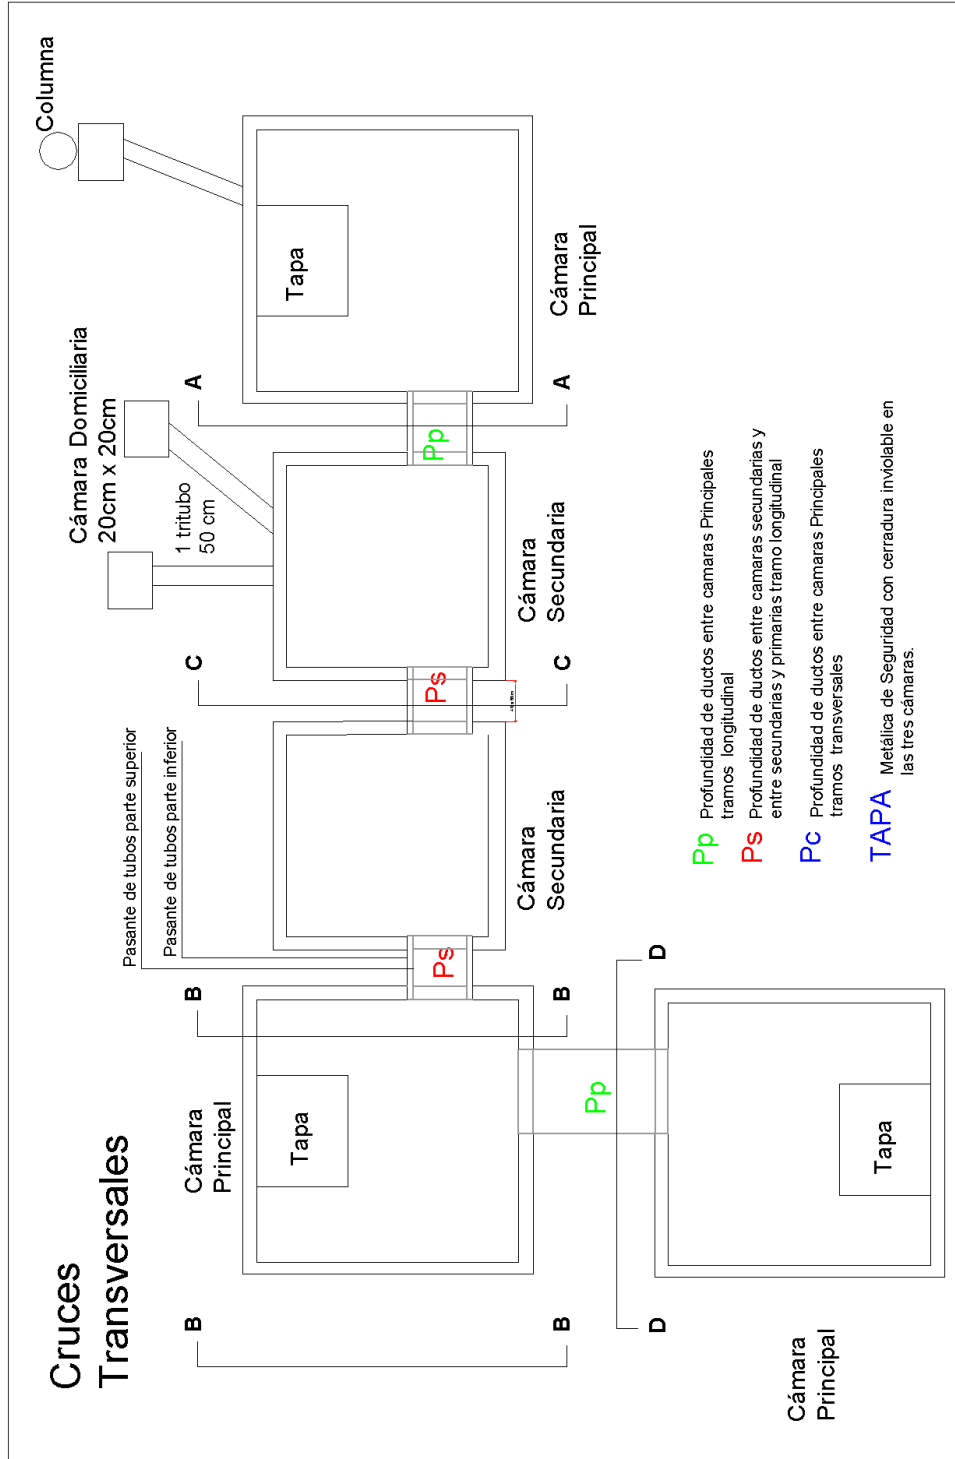 Cruces
Transversales
Columna
Cámara Domiciliaria
20cm x 20cm
1 tritubo
50 cm
Pasante de tubos parte superior
Pasante de tubos parte inferior
B
B
C
A
Cámara
Principal
Tapa
Tapa
Ps
Ps
Pp
B
B
C
A
Cámara
Secundaria
Cámara
Secundaria
Cámara
Principal
Pp
D
D
Tapa
Cámara
Principal
Pp Profundidad de ductos entre camaras Principales
tramos longitudinal
Ps Profundidad de ductos entre camaras secundarias y
entre secundarias y primarias tramo longitudinal
Pc Profundidad de ductos entre camaras Principales
tramos transversales
TAPA Metálica de Seguridad con cerradura inviolable en
las tres cámaras.